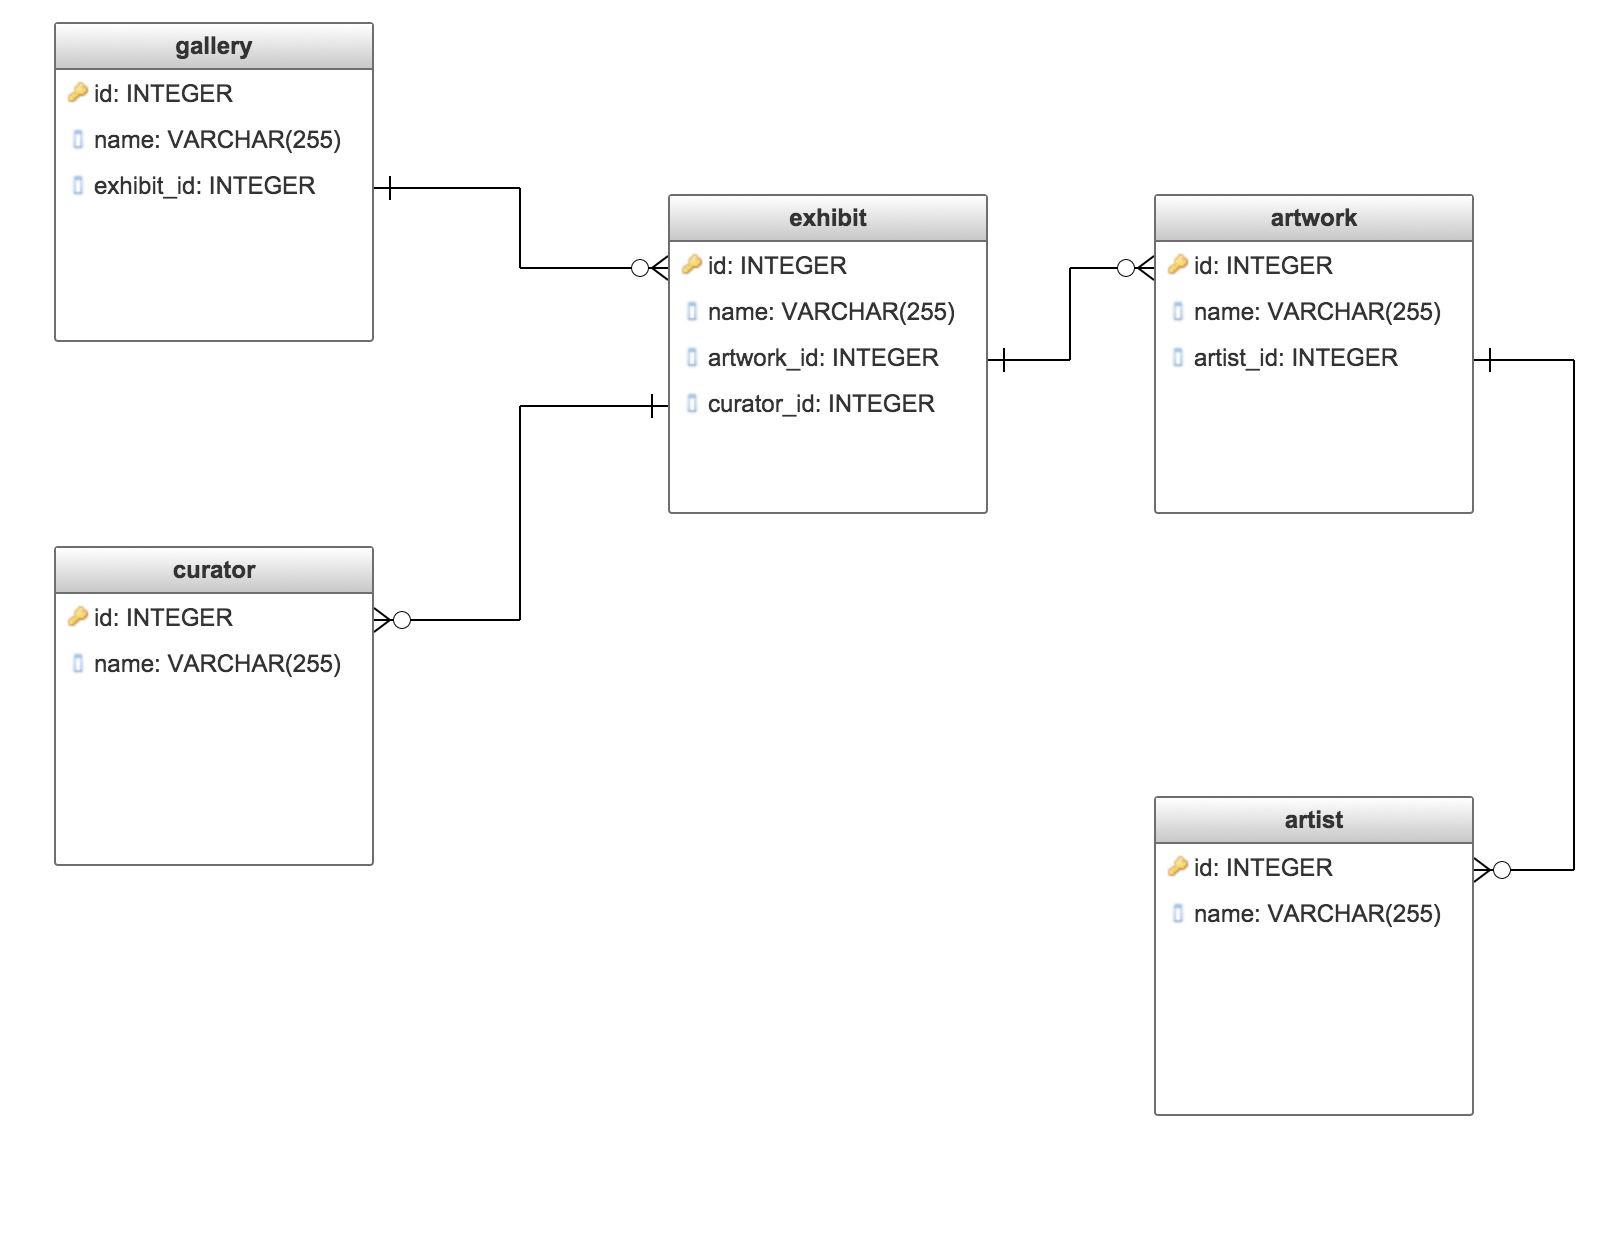 gallery
id: INTEGER
name: VARCHAR(255)
exhibit_id: INTEGER
exhibit
id: INTEGER
name: VARCHAR(255)
artwork_id: INTEGER
curator_id: INTEGER
artwork
id: INTEGER
name: VARCHAR(255)
artist_id: INTEGER
curator
id: INTEGER
name: VARCHAR(255)
artist
id: INTEGER
name: VARCHAR(255)